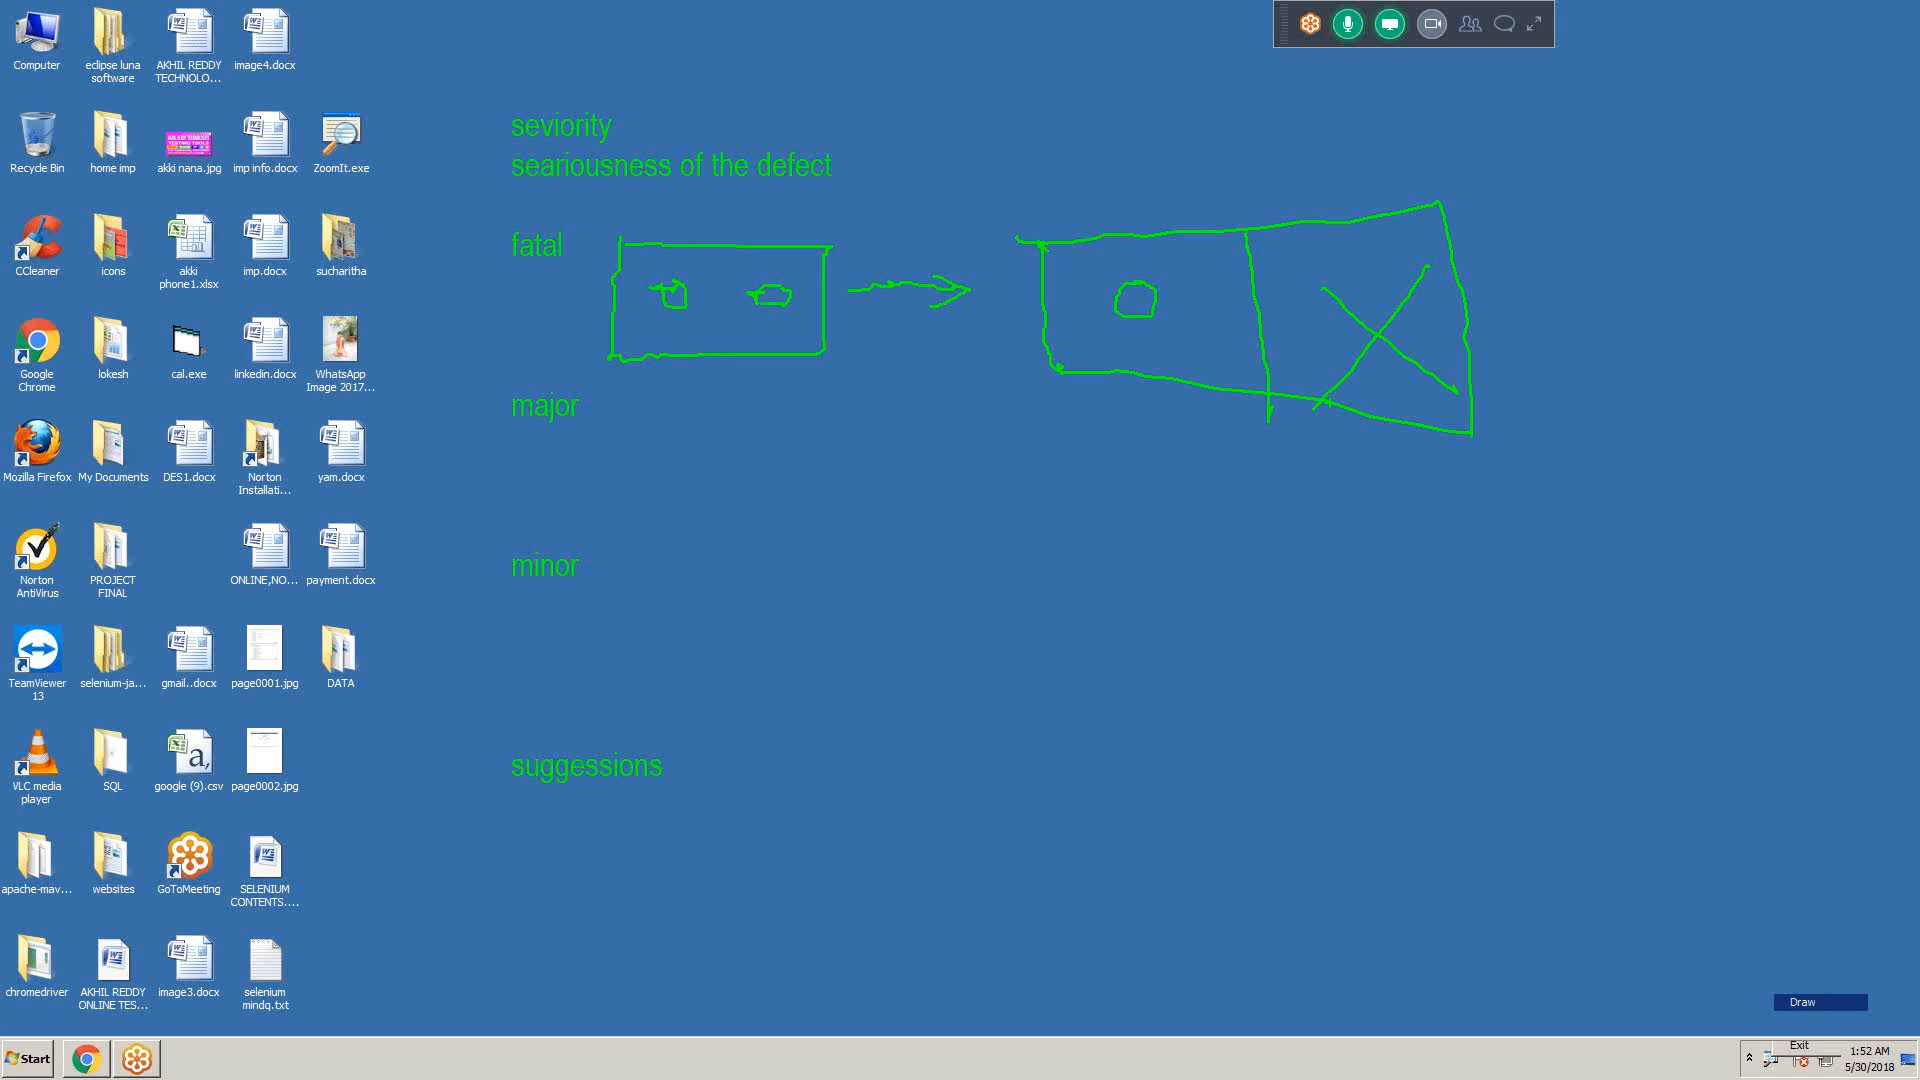 Computer
eclipse luna
software
AKHIL REDDY
TECHNOLO...
image4.docx
seviority
seariousness of the defect
Recycle Bin
home imp
akki nana.jpg
imp info.docx
ZoomIt.exe
fatal
CCleaner
icons
akki
phone1.xlsx
imp.docx
sucharitha
Google
Chrome
lokesh
cal.exe
linkedin.docx
WhatsApp
Image 2017...
major
Mozilla Firefox
My Documents
DES1.docx
Norton
Installati...
yam.docx
minor
Norton
AntiVirus
PROJECT
FINAL
ONLINE,NO...
payment.docx
TeamViewer
13
selenium-ja...
gmail..docx
page0001.jpg
DATA
suggessions
VLC media
player
SQL
google (9).csv
page0002.jpg
apache-mav...
websites
GoToMeeting
SELENIUM
CONTENTS....
chromedriver
AKHIL REDDY
ONLINE TES...
image3.docx
selenium
mindq.txt
Draw
Start
Exit
1:52 AM
5/30/2018